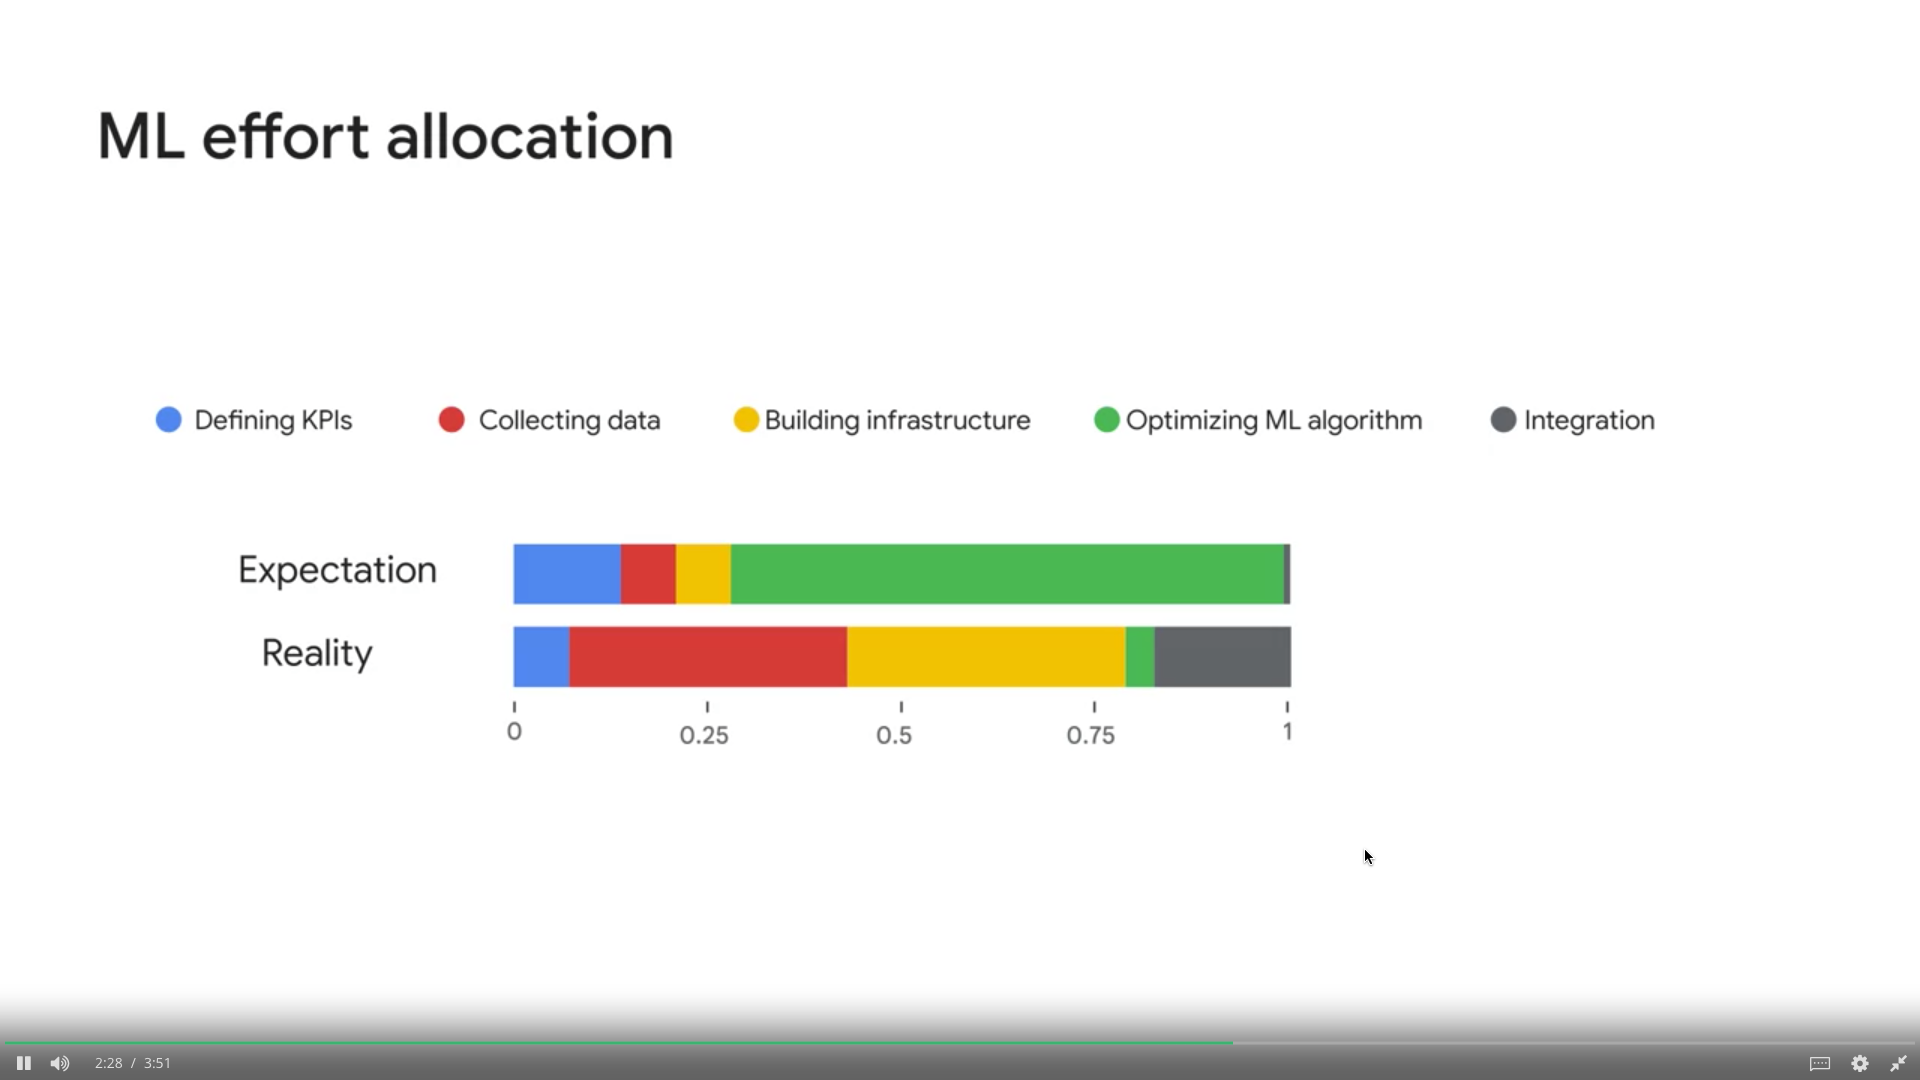 ML effort allocation
Defining KPIs Collecting data Building infrastructure Optimizing ML algorithm Integration
Expectation
Reality
0 0.25 0.5 0.75 1
2:28 / 3:51